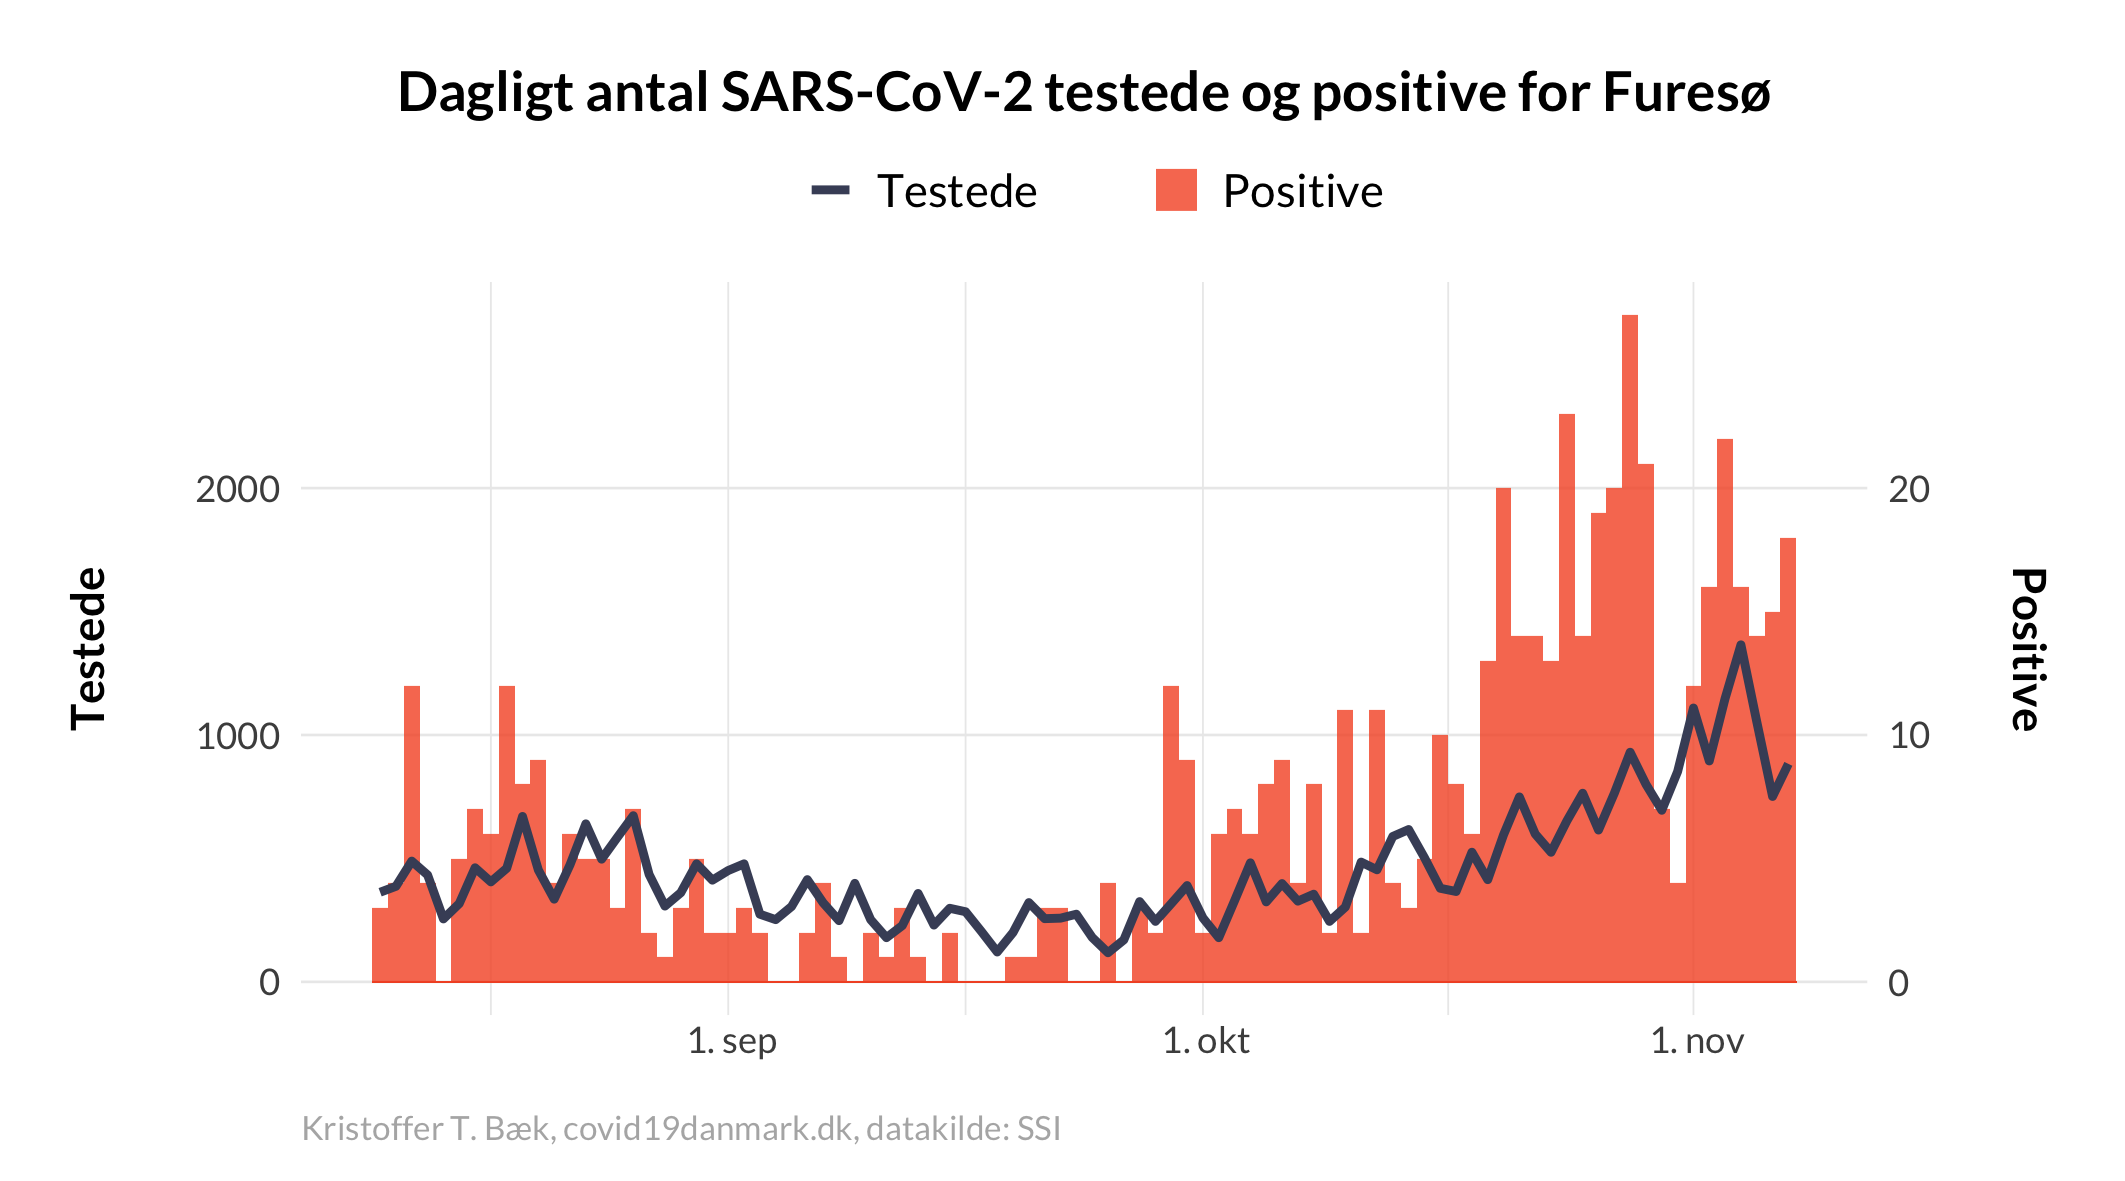 Dagligt antal SARS-CoV-2 testede og positive for Furesø
Testede
Positive
2000
1000
0
Testede
20
10
0
Positive
1. sep
1. okt
1. nov
Kristoffer T. Bæk, covid19danmark.dk, datakilde: SSI